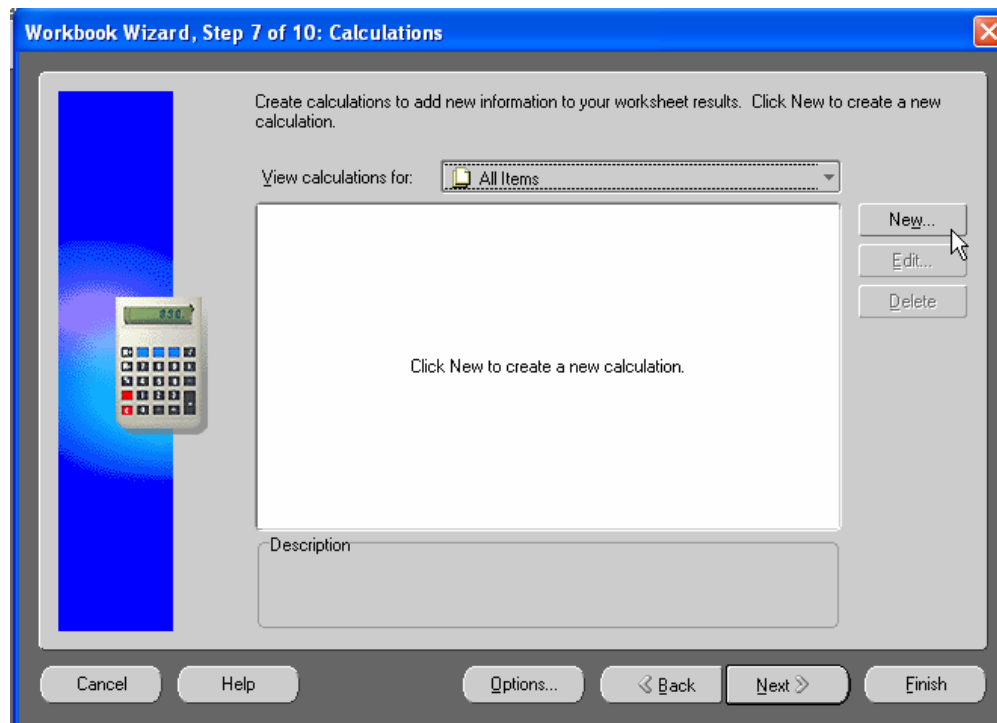 Workbook Wizard, Step 7 of 10: Calculations
Create calculations to add new information to your worksheet results. Click New to create a new
calculation.
View calculations for:
All Items
New...
Edit...
Delete
830.
Click New to create a new calculation.
Description
Cancel
Help
Options...
Back
Next
Finish